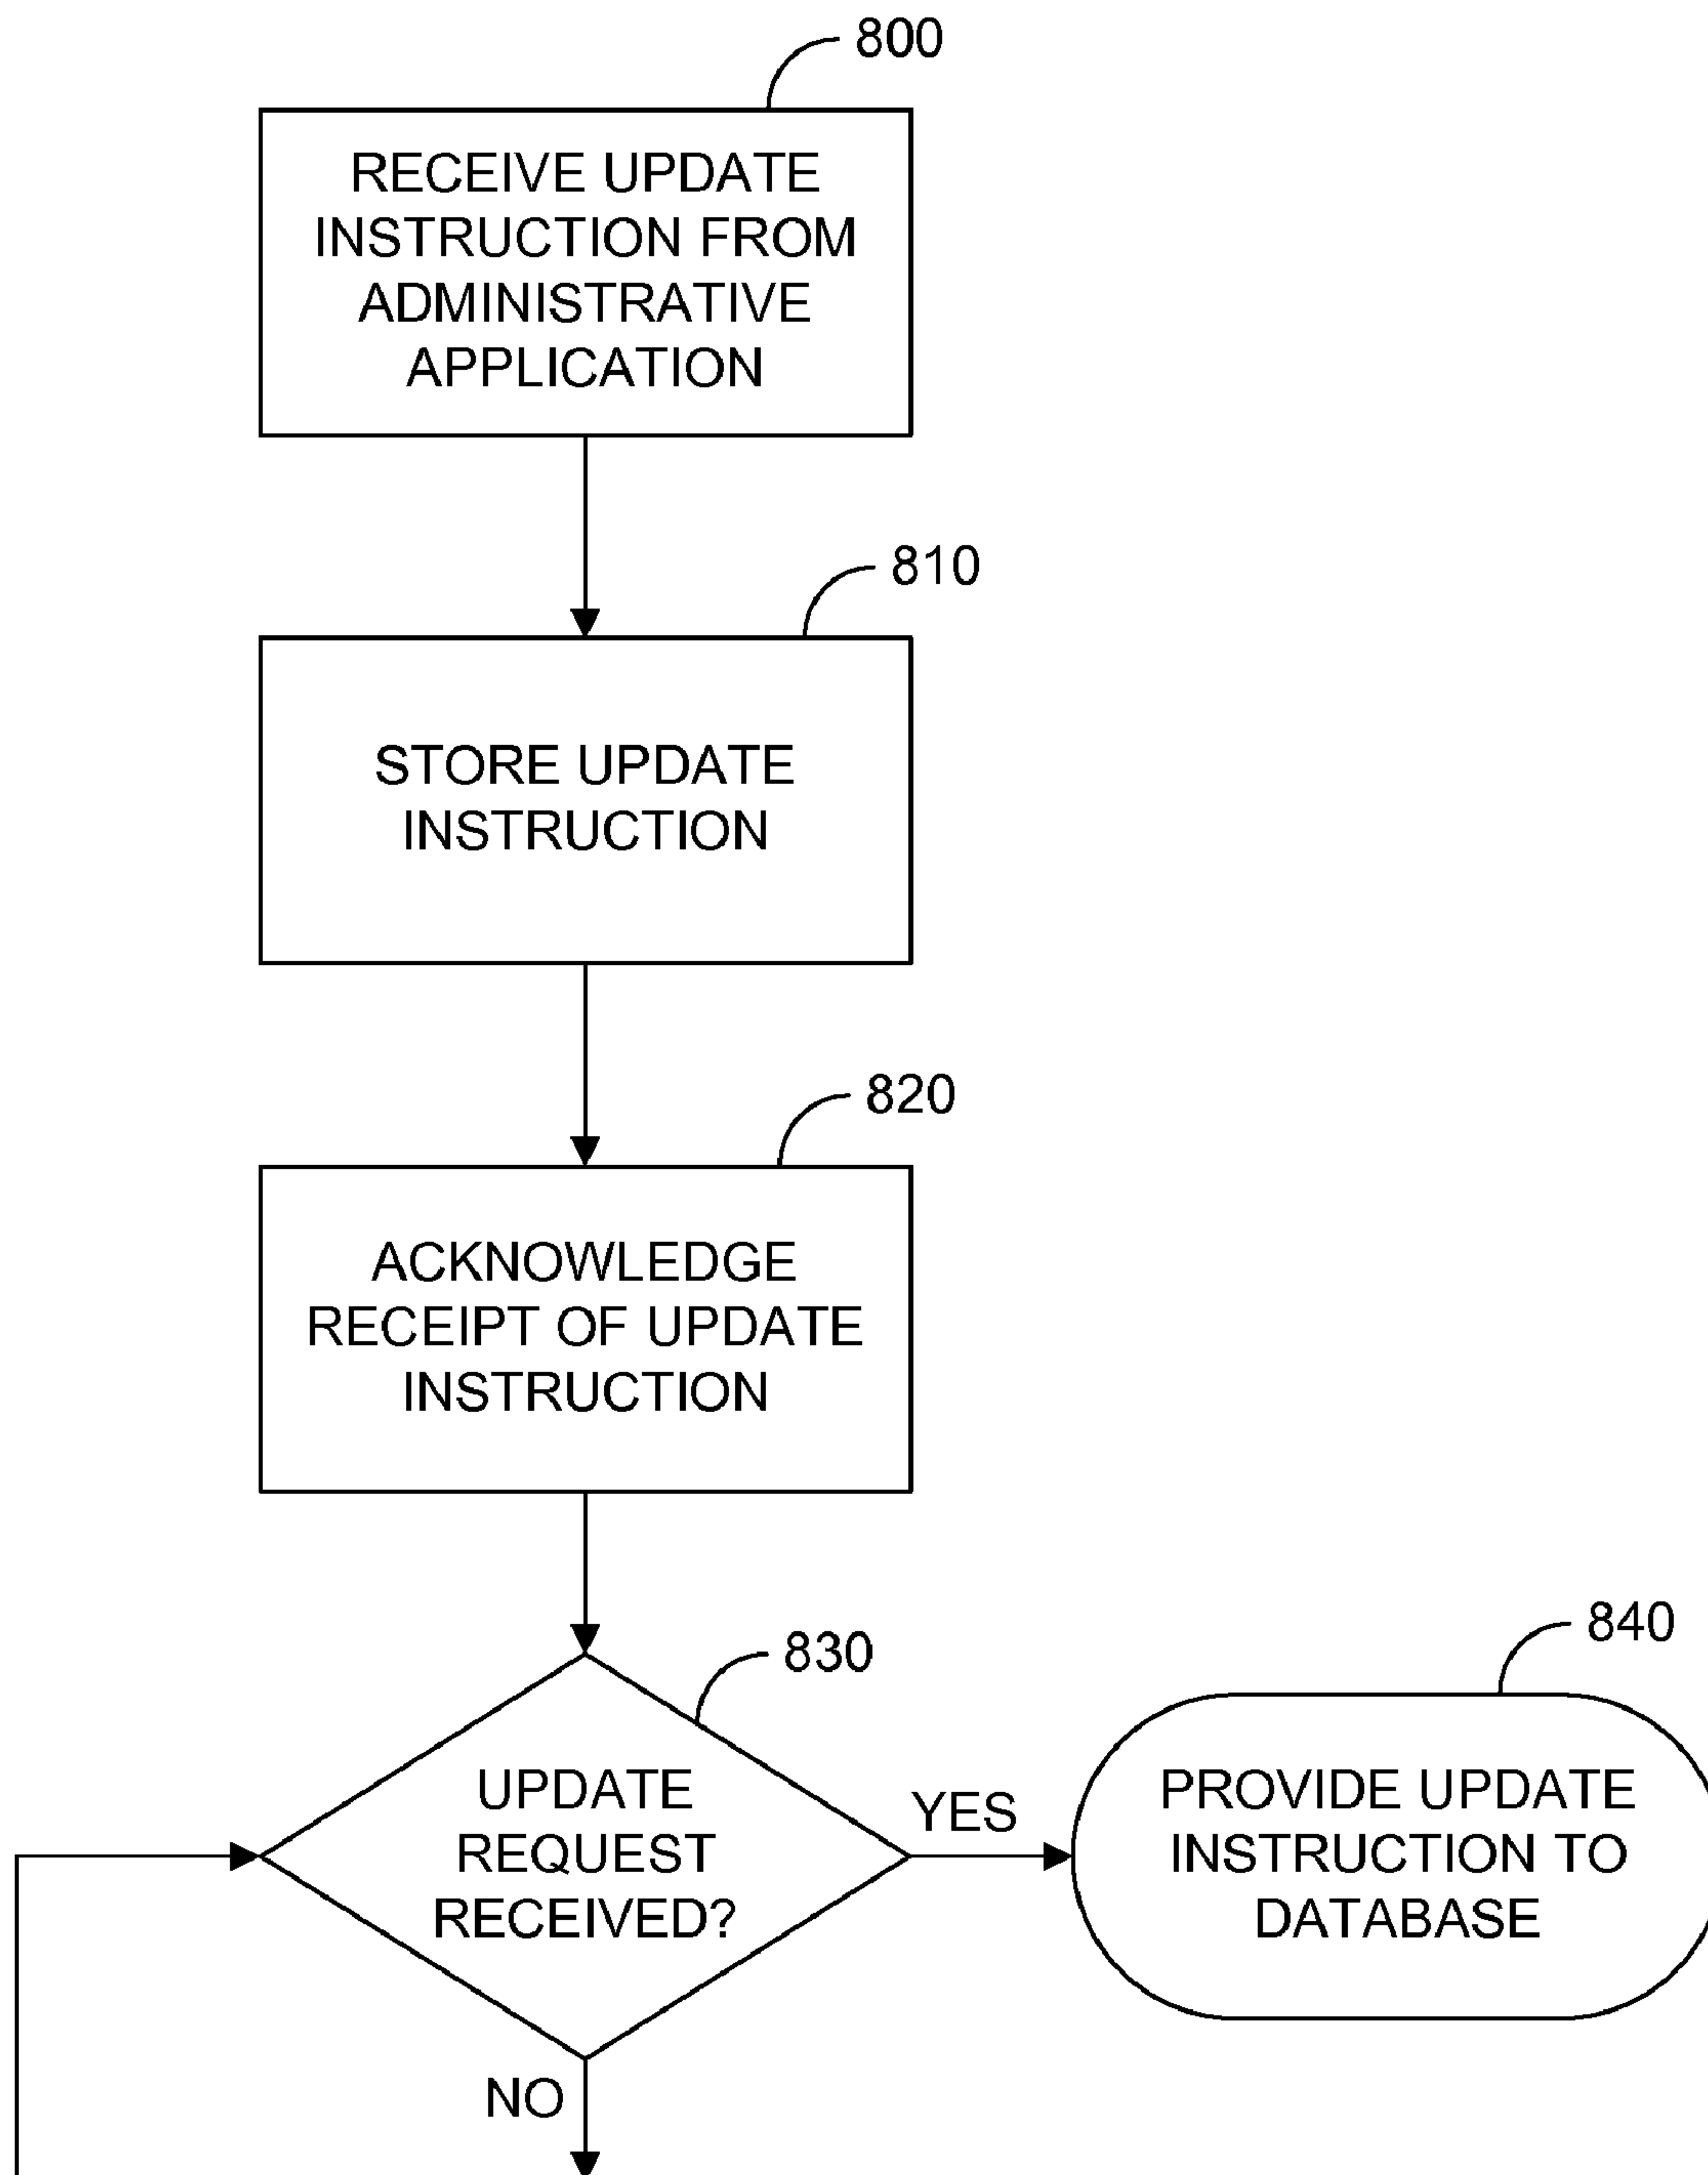 800
RECEIVE UPDATE
INSTRUCTION FROM
ADMINISTRATIVE
APPLICATION
810
STORE UPDATE
INSTRUCTION
820
ACKNOWLEDGE
RECEIPT OF UPDATE
INSTRUCTION
830
UPDATE
REQUEST
RECEIVED?
YES
840
PROVIDE UPDATE
INSTRUCTION TO
DATABASE
NO